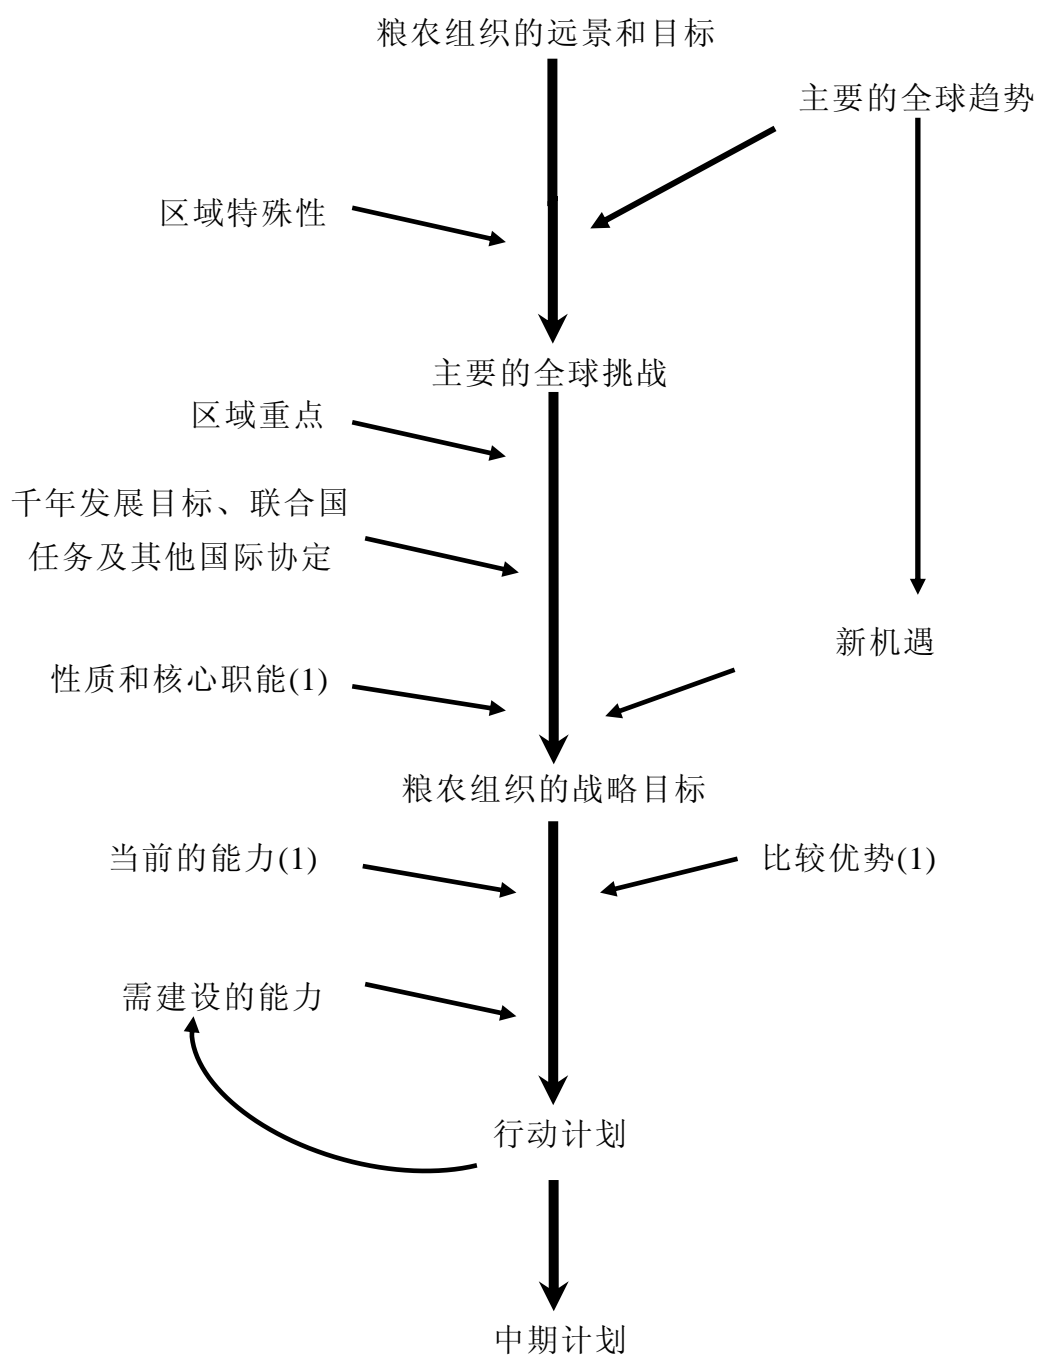 粮农组织的远景和目标
主要的全球趋势
区域特殊性
主要的全球挑战
区域重点
千年发展目标、联合国
任务及其他国际协定
新机遇
性质和核心职能(1)
粮农组织的战略目标
当前的能力(1)
比较优势(1)
需建设的能力
行动计划
中期计划